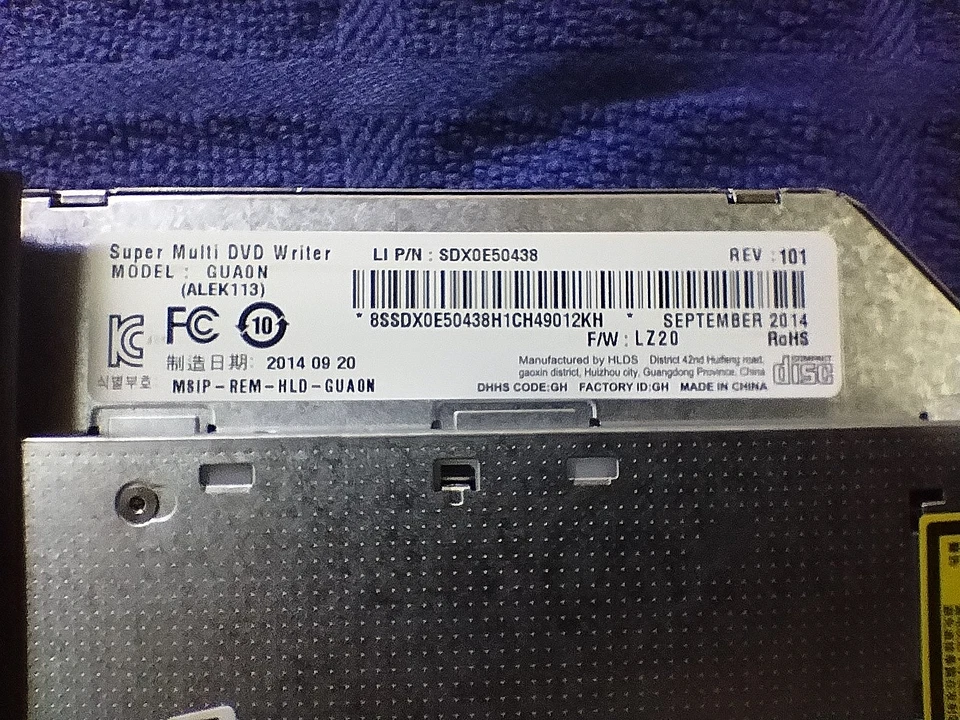 Super Multi DVD Writer
LI P/N : SDX0E50438
REV : 101
MODEL : GUA0N
(ALEK113)
*8SSDX0E50438H1CH49012KH *
SEPTEMBER 2014
F/W : LZ20
RoHS
FC
10
制造日期: 2014 09 20
식별부호:
MSIP-REM-HLD-GUA0N
Manufactured by HLDS District 42nd Huifeng road,
gaoxin district, Huizhou city, Guangdong Province, China
DHHS CODE:GH FACTORY ID:GH MADE IN CHINA
COMPACT
disc